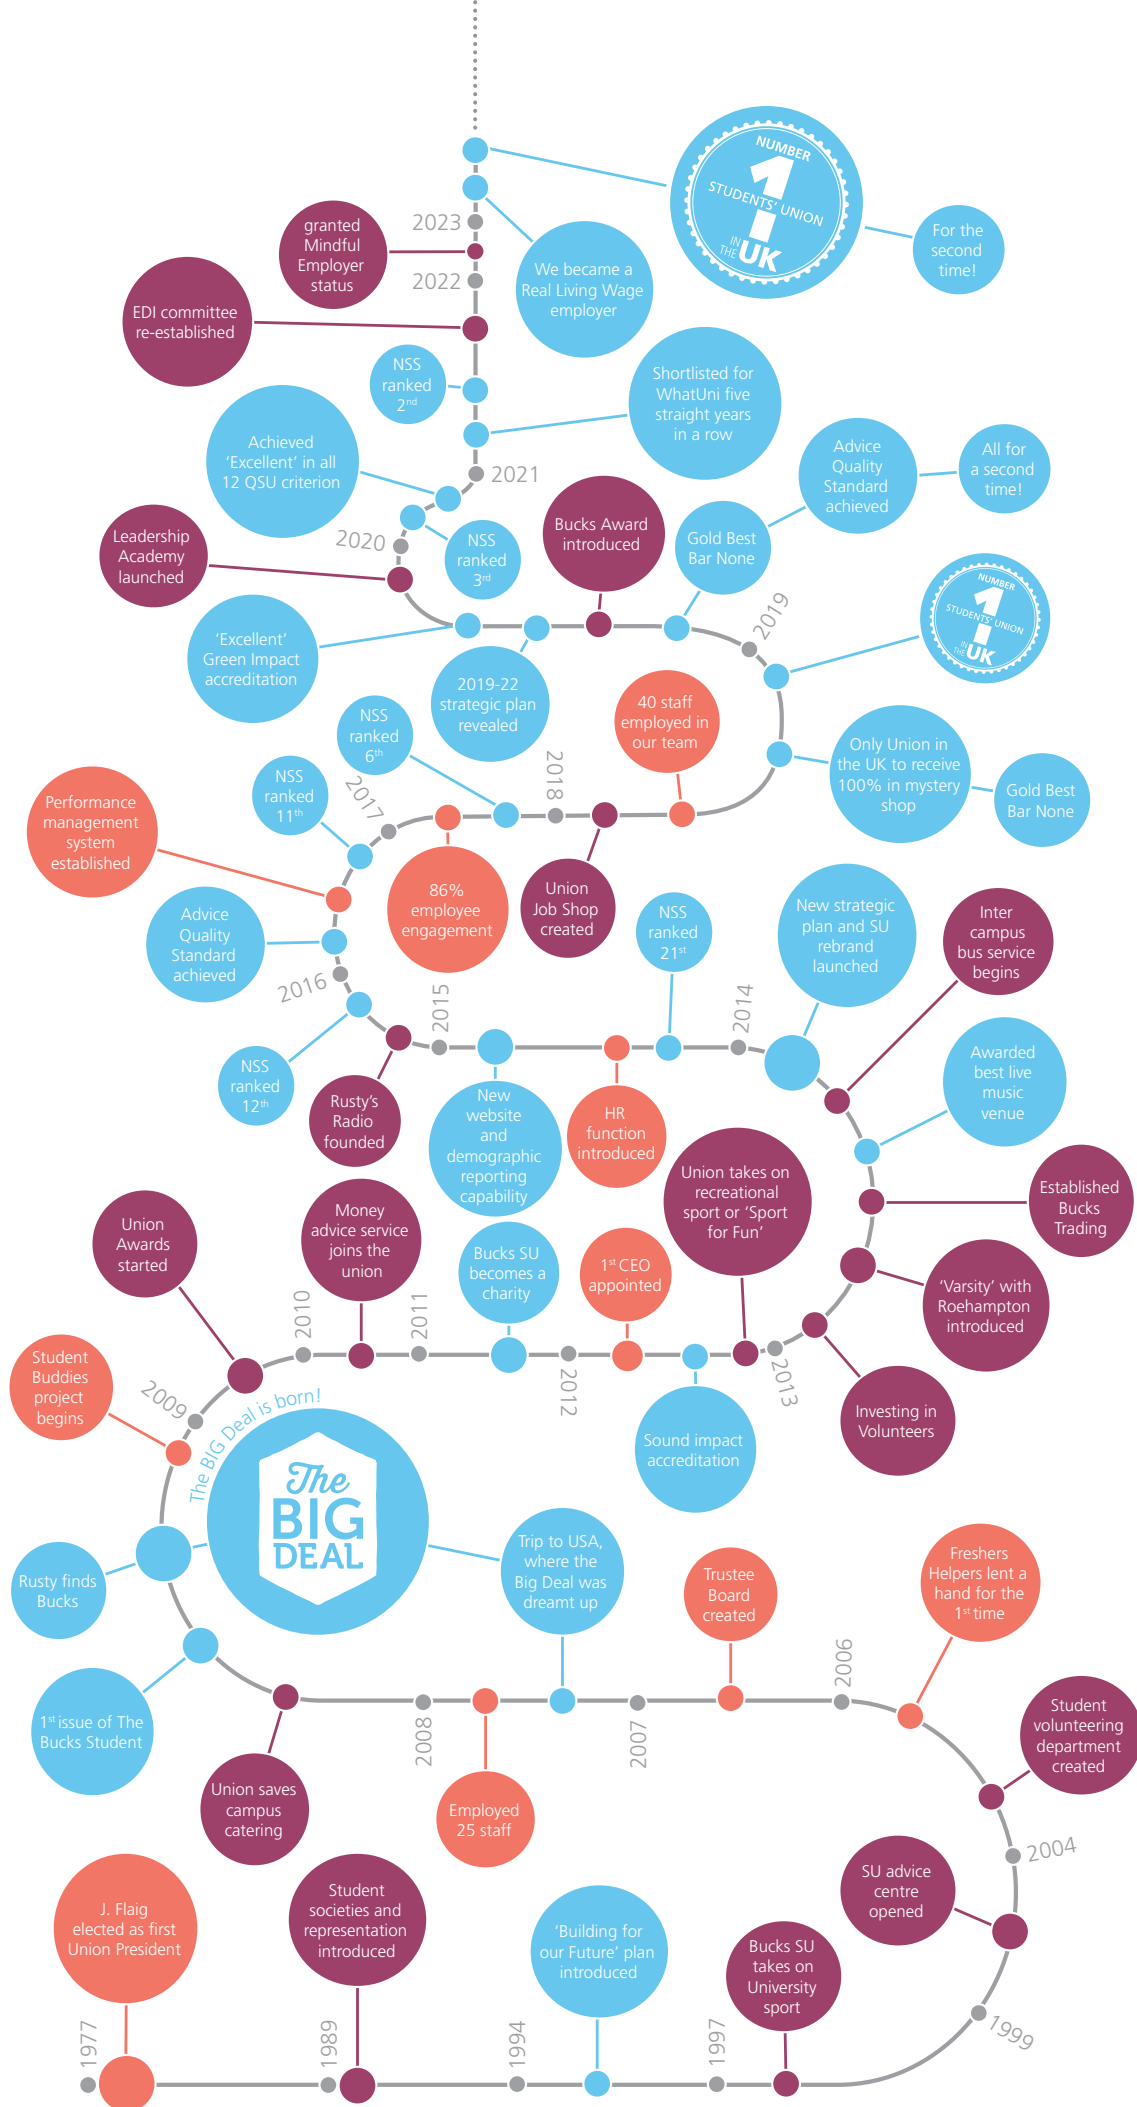 NUMBER
1
STUDENTS' UNION
IN
THE
UK
For the
second
time!
2023
granted
Mindful
Employer
status
We became a
Real Living Wage
employer
2022
EDI committee
re-established
NSS
ranked
2nd
Shortlisted for
WhatUni five
straight years
in a row
Achieved
‘Excellent’ in all
12 QSU criterion
2021
Advice
Quality
Standard
achieved
All for
a second
time!
Leadership
Academy
launched
2020
NSS
ranked
3rd
Bucks Award
introduced
Gold Best
Bar None
2019
NUMBER
1
STUDENTS' UNION
IN
THE
UK
‘Excellent’
Green Impact
accreditation
2019-22
strategic plan
revealed
40 staff
employed in
our team
NSS
ranked
6th
2018
Only Union in
the UK to receive
100% in mystery
shop
Gold Best
Bar None
NSS
ranked
11th
2017
Performance
management
system
established
86%
employee
engagement
Union
Job Shop
created
NSS
ranked
21st
New strategic
plan and SU
rebrand
launched
Inter
campus
bus service
begins
Advice
Quality
Standard
achieved
2016
2015
2014
NSS
ranked
12th
Rusty’s
Radio
founded
New
website
and
demographic
reporting
capability
HR
function
introduced
Awarded
best live
music
venue
Union takes on
recreational
sport or ‘Sport
for Fun’
Established
Bucks
Trading
Union
Awards
started
Money
advice service
joins the
union
Bucks SU
becomes a
charity
1st CEO
appointed
‘Varsity’ with
Roehampton
introduced
2010
2011
2012
2013
Student
Buddies
project
begins
2009
Investing in
Volunteers
Sound impact
accreditation
The BIG Deal is born!
The
BIG
DEAL
Rusty finds
Bucks
Trip to USA,
where the
Big Deal was
dreamt up
Trustee
Board
created
Freshers
Helpers lent a
hand for the
1st time
1st issue of The
Bucks Student
2008
2007
2006
Student
volunteering
department
created
Union saves
campus
catering
Employed
25 staff
2004
J. Flaig
elected as first
Union President
Student
societies and
representation
introduced
‘Building for
our Future’ plan
introduced
SU advice
centre
opened
Bucks SU
takes on
University
sport
1977
1989
1994
1997
1999